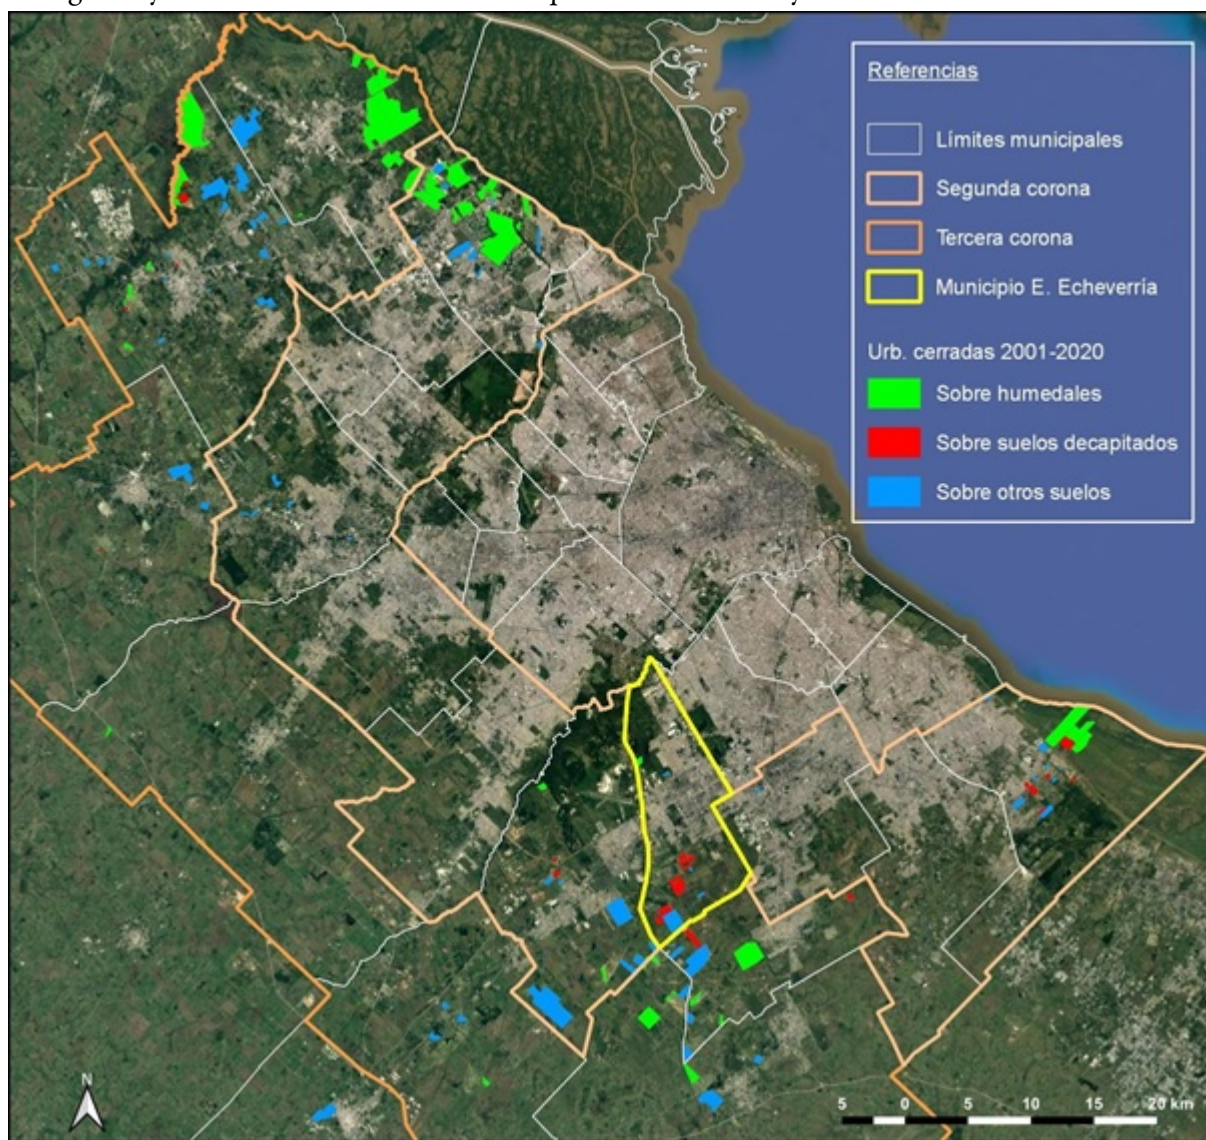 Referencias
Límites municipales
Segunda corona
Tercera corona
Municipio E. Echeverría
Urb. cerradas 2001-2020
Sobre humedales
Sobre suelos decapitados
Sobre otros suelos
N
5 0 5 10 15 20 km